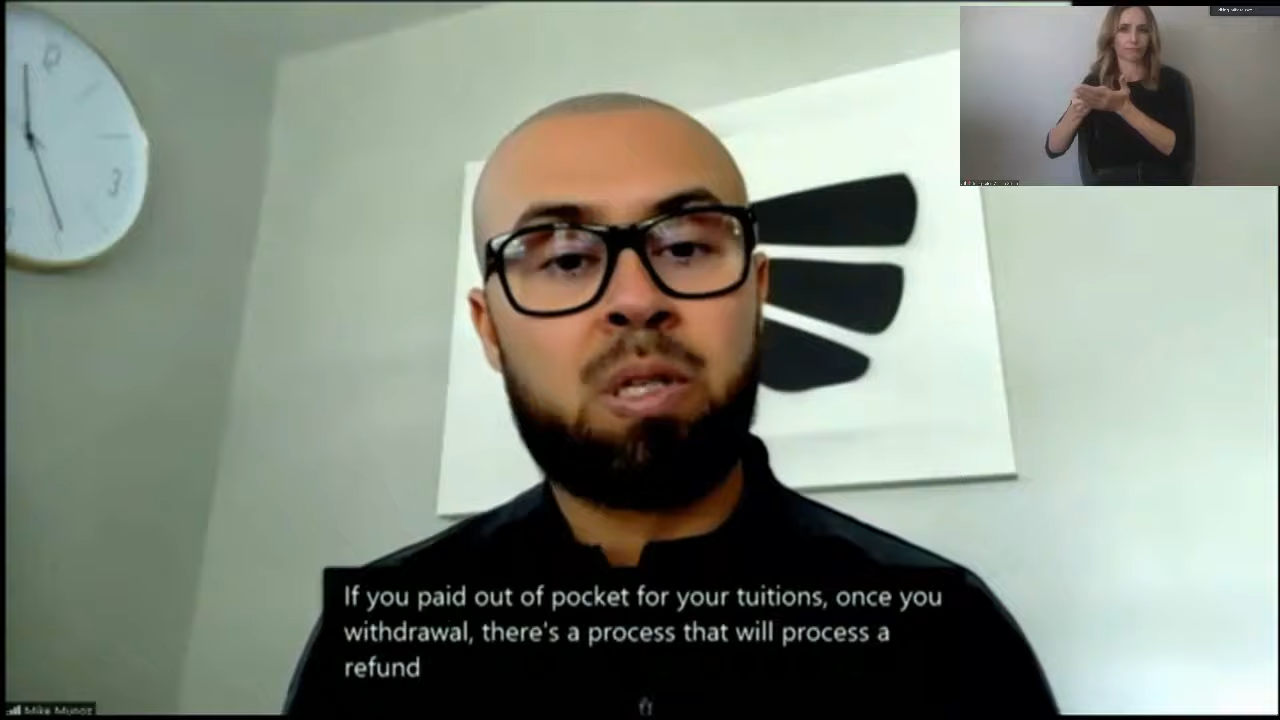 If you paid out of pocket for your tuitions, once you
withdrawal, there's a process that will process a
refund
3
Mike Munoz